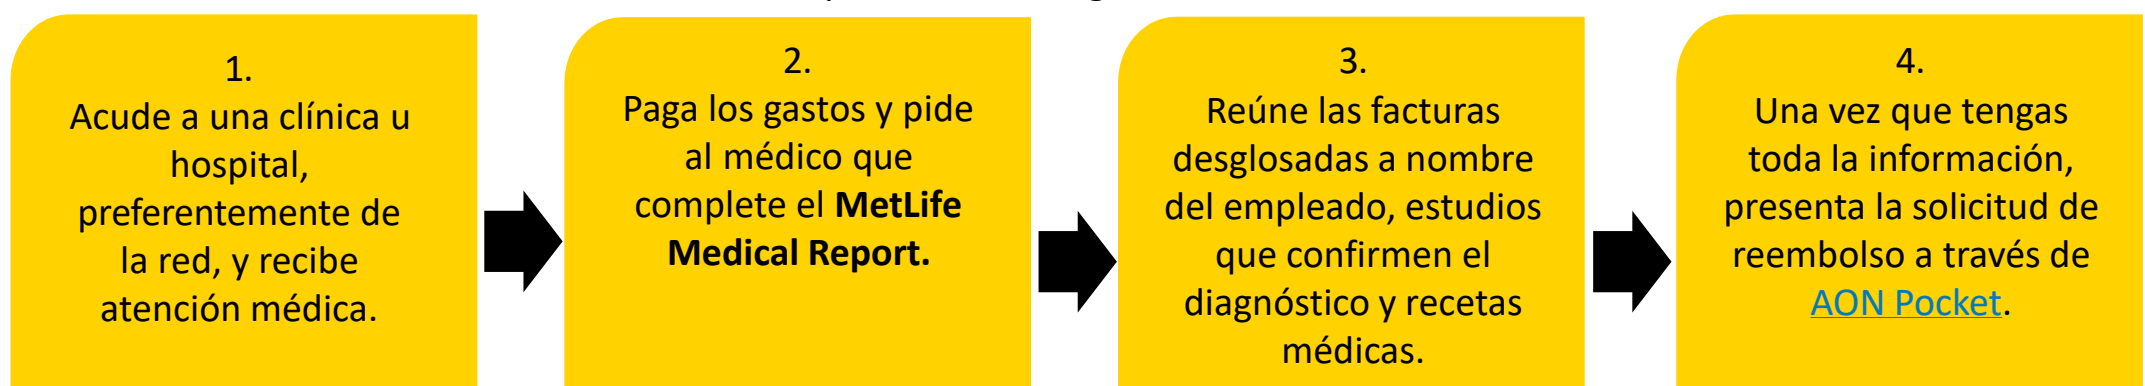 1.
Acude a una clínica u
hospital,
preferentemente de
la red, y recibe
atención médica.
2.
Paga los gastos y pide
al médico que
complete el MetLife
Medical Report.
3.
Reúne las facturas
desglosadas a nombre
del empleado, estudios
que confirmen el
diagnóstico y recetas
médicas.
4.
Una vez que tengas
toda la información,
presenta la solicitud de
reembolso a través de
AON Pocket.